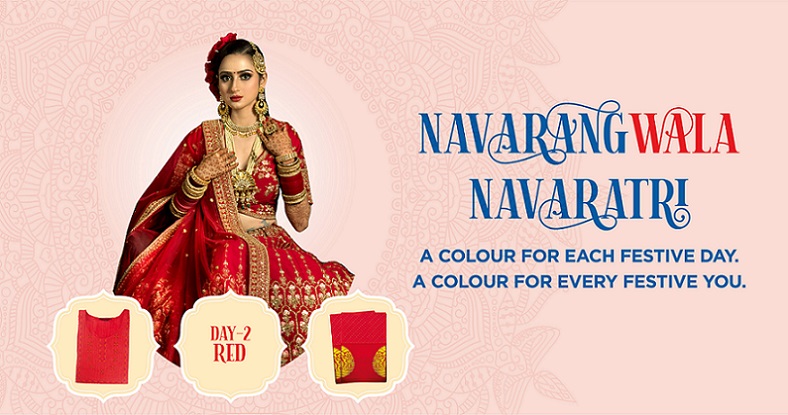 NAVARANGWALA
NAVARATRI
A COLOUR FOR EACH FESTIVE DAY.
A COLOUR FOR EVERY FESTIVE YOU.
DAY-2
RED